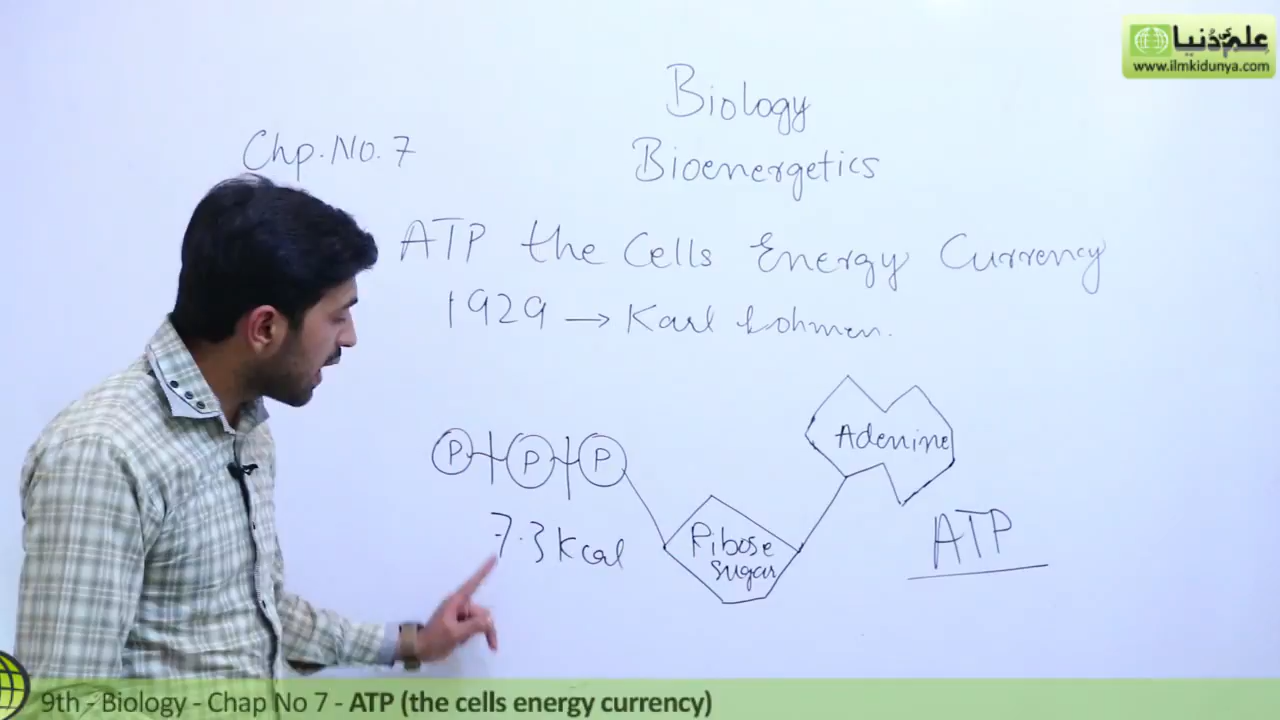 علم کی دنیا
www.ilmkidunya.com
Biology
Chp. No. 7
Bioenergetics
ATP the Cells Energy Currency
1929 → Karl Lohmen.
P P P
Adenine
7.3 Kcal
Ribose
sugar
ATP
9th - Biology - Chap No 7 - ATP (the cells energy currency)